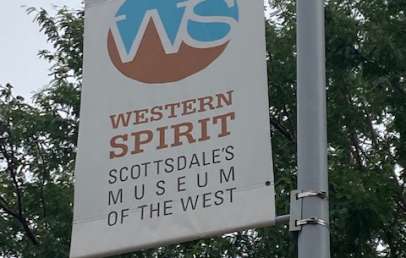 WS
WESTERN
SPIRIT
SCOTTSDALE'S
MUSEUM
OF THE WEST